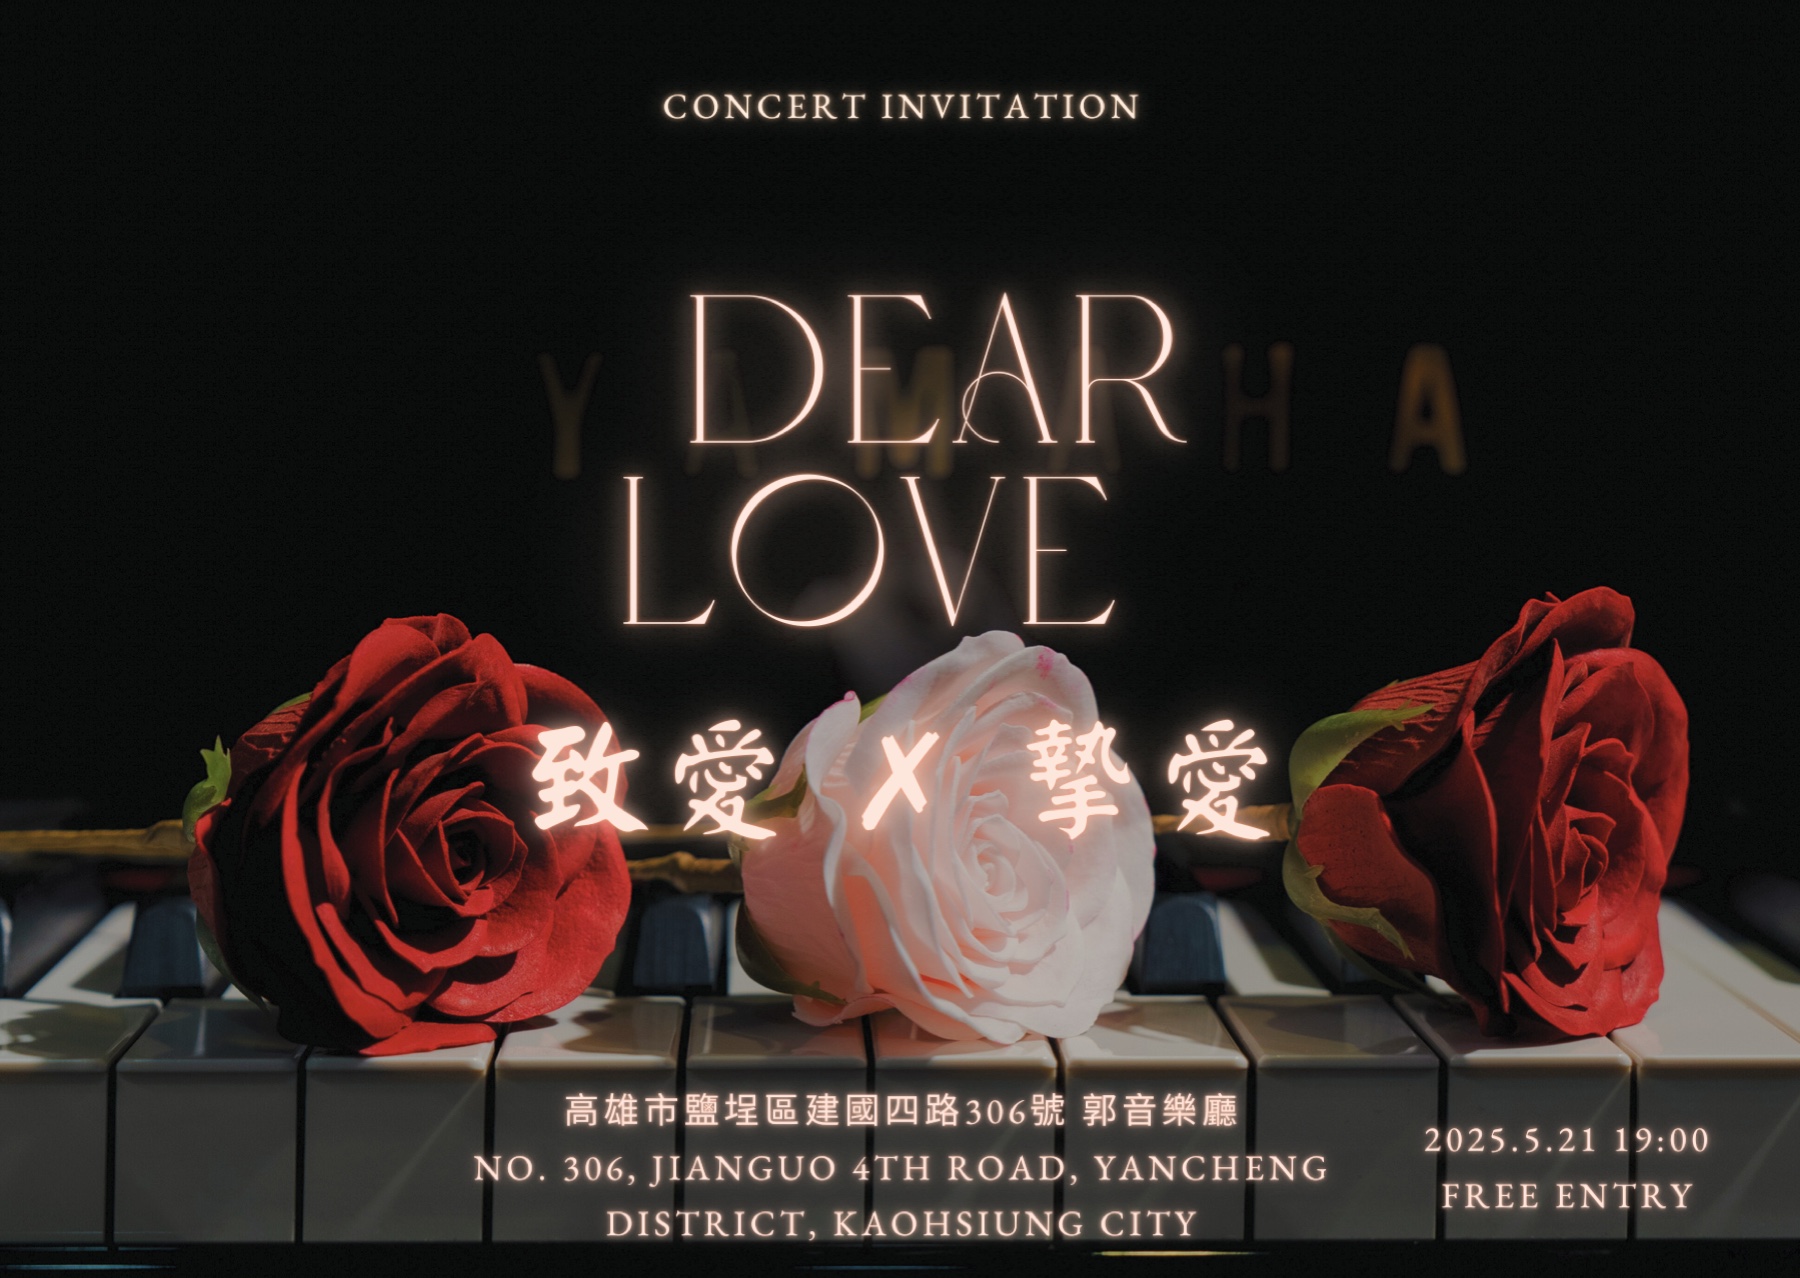 CONCERT INVITATION
YAMAHA
DEAR
LOVE
致愛 X 摯愛
高雄市鹽埕區建國四路306號 郭音樂廳
NO. 306, JIANGUO 4TH ROAD, YANCHENG
DISTRICT, KAOHSIUNG CITY
2025.5.21 19:00
FREE ENTRY